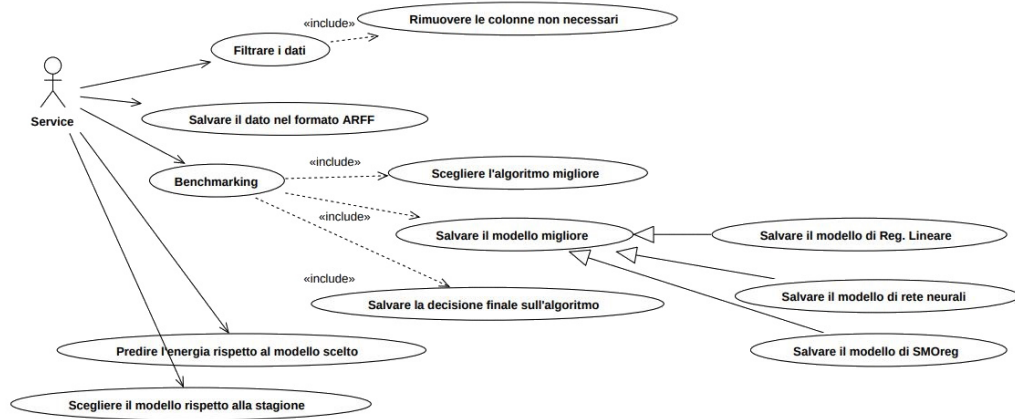 «include»
Rimuovere le colonne non necessari
Filtrare i dati
Service
Salvare il dato nel formato ARFF
«include»
Scegliere l'algoritmo migliore
Benchmarking
«include»
Salvare il modello migliore
Salvare il modello di Reg. Lineare
«include»
Salvare la decisione finale sull'algoritmo
Salvare il modello di rete neurali
Predire l'energia rispetto al modello scelto
Salvare il modello di SMOreg
Scegliere il modello rispetto alla stagione